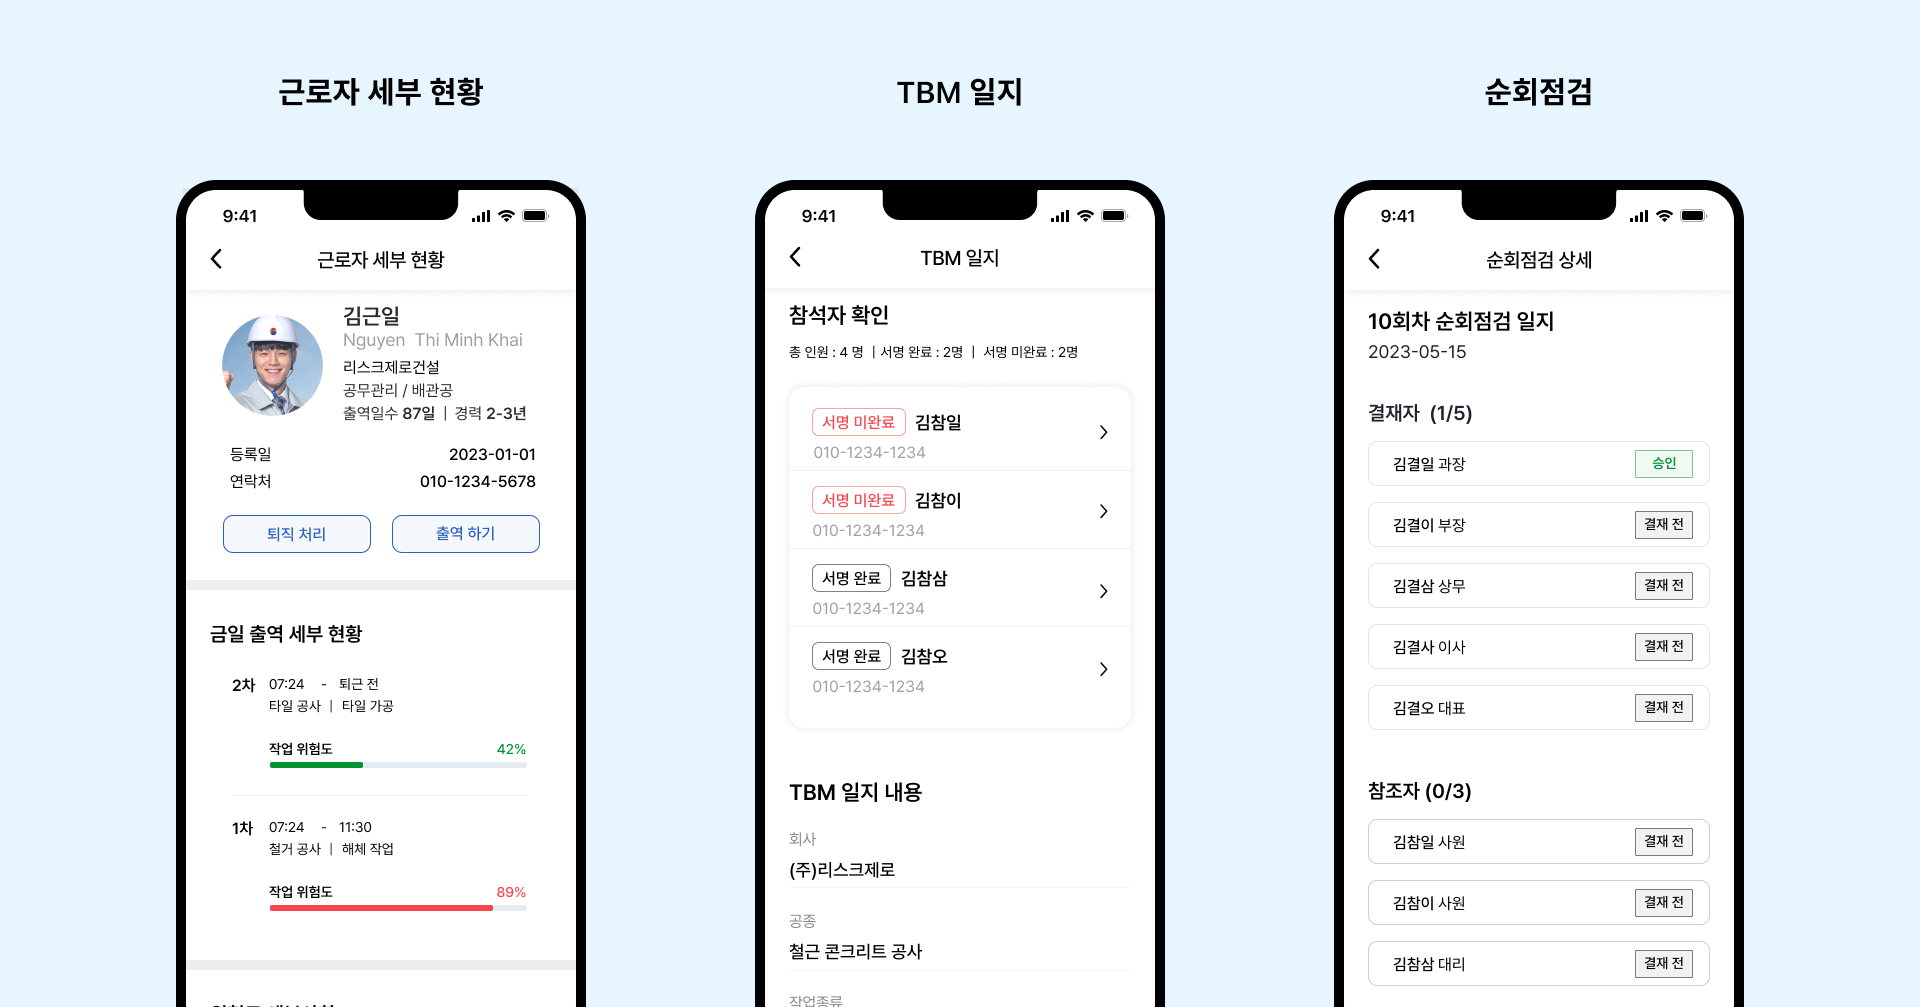 근로자 세부 현황
TBM 일지
순회점검
9:41
근로자 세부 현황
김근일
Nguyen Thi Minh Khai
리스크제로건설
공무관리 / 배관공
출역일수 87일 | 경력 2-3년
등록일 2023-01-01
연락처 010-1234-5678
퇴직 처리 출역 하기
금일 출역 세부 현황
2차 07:24 - 퇴근 전
타일 공사 | 타일 가공
작업 위험도 42%
1차 07:24 - 11:30
철거 공사 | 해체 작업
작업 위험도 89%
9:41
TBM 일지
참석자 확인
총 인원 : 4 명 | 서명 완료 : 2명 | 서명 미완료 : 2명
서명 미완료 김참일
010-1234-1234
서명 미완료 김참이
010-1234-1234
서명 완료 김참삼
010-1234-1234
서명 완료 김참오
010-1234-1234
TBM 일지 내용
회사
(주)리스크제로
공종
철근 콘크리트 공사
작업종류
9:41
순회점검 상세
10회차 순회점검 일지
2023-05-15
결재자 (1/5)
김결일 과장 승인
김결이 부장 결재 전
김결삼 상무 결재 전
김결사 이사 결재 전
김결오 대표 결재 전
참조자 (0/3)
김참일 사원 결재 전
김참이 사원 결재 전
김참삼 대리 결재 전